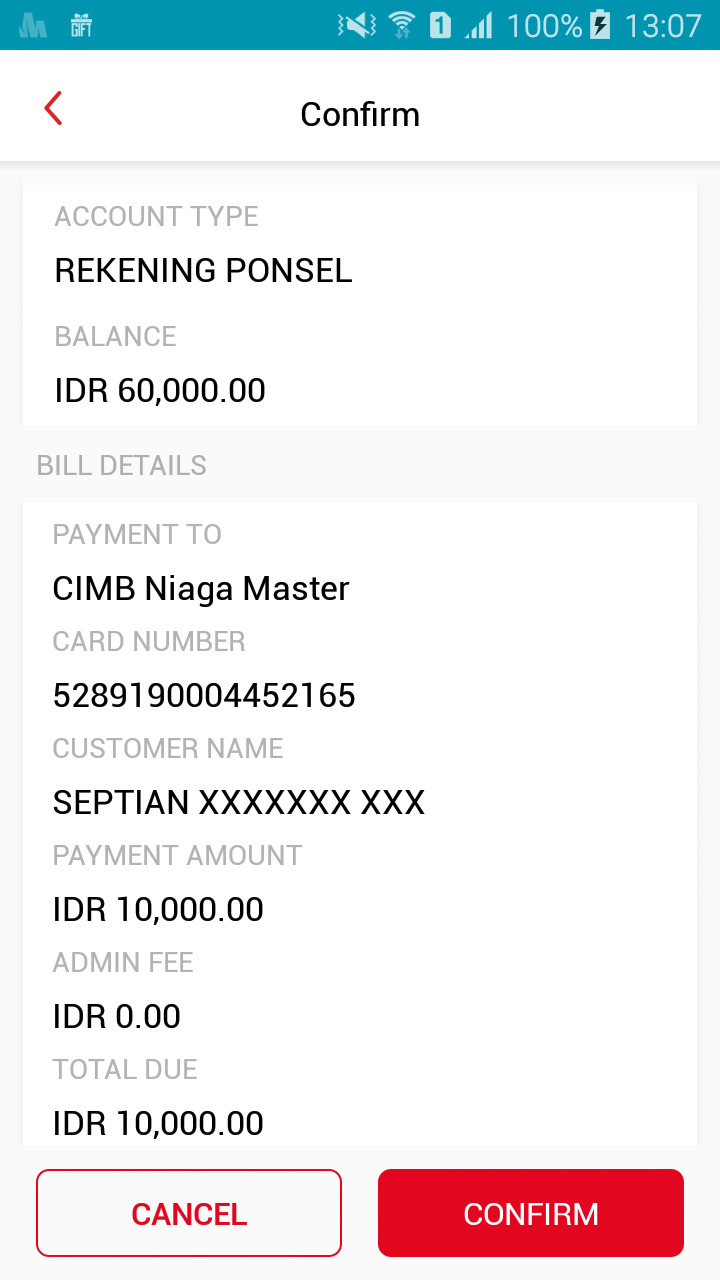 GIFT
1
100%
13:07
Confirm
ACCOUNT TYPE
REKENING PONSEL
BALANCE
IDR 60,000.00
BILL DETAILS
PAYMENT TO
CIMB Niaga Master
CARD NUMBER
5289190004452165
CUSTOMER NAME
SEPTIAN XXXXXXX XXX
PAYMENT AMOUNT
IDR 10,000.00
ADMIN FEE
IDR 0.00
TOTAL DUE
IDR 10,000.00
CANCEL
CONFIRM